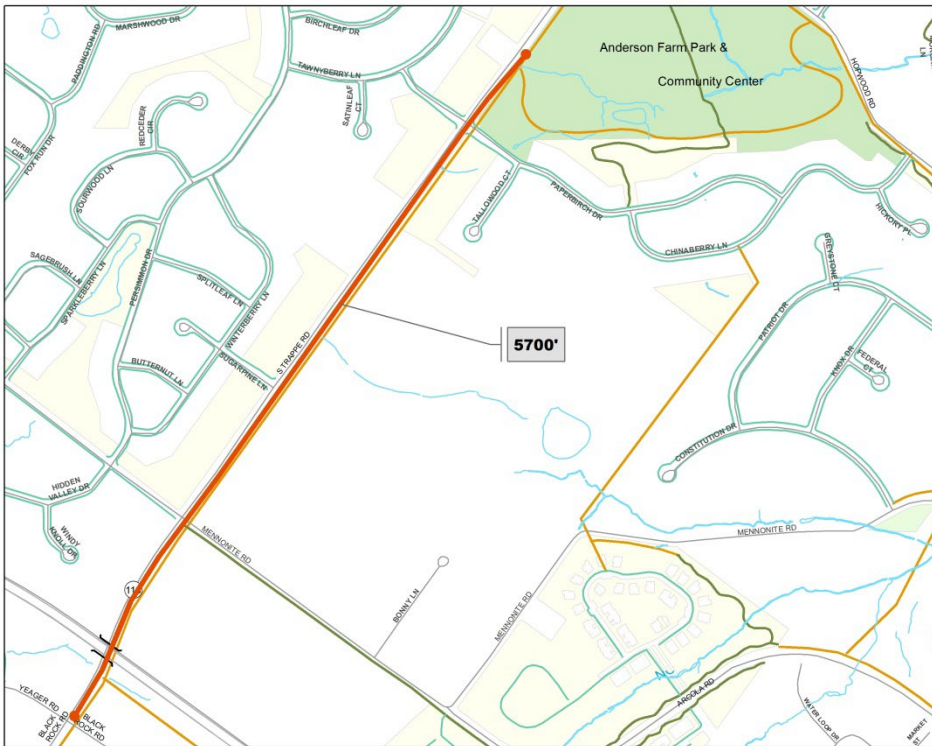 MARSHWOOD DR
PADDINGTON RD
BIRCHLEAF DR
TAWNYBERRY LN
SATINLEAF
CT
REDCEDER
CIR
DERBY
CIR
FOX RUN DR
SOURWOOD LN
Anderson Farm Park &
Community Center
HOPWOOD RD
LN
TALLOWOOD CT
PAPERBIRCH DR
HICKORY PL
CHINABERRY LN
GREYSTONE CT
SAGEBRUSH LN
SPARKLEBERRY LN
PERSIMMON DR
SPLITLEAF LN
WINTERBERRY LN
S TRAPPE RD
5700'
PATRIOT DR
KNOX DR
FEDERAL
CT
BUTTERNUT LN
SUGARPINE LN
CONSTITUTION DR
HIDDEN
VALLEY DR
WINDY
KNOLL DR
MENNONITE RD
MENNONITE RD
11
BONNY LN
MENNONITE RD
YEAGER RD
BLACK
ROCK RD
BLACK
ROCK RD
ARCOLA RD
WATER LOOP DR
MARKET
ST